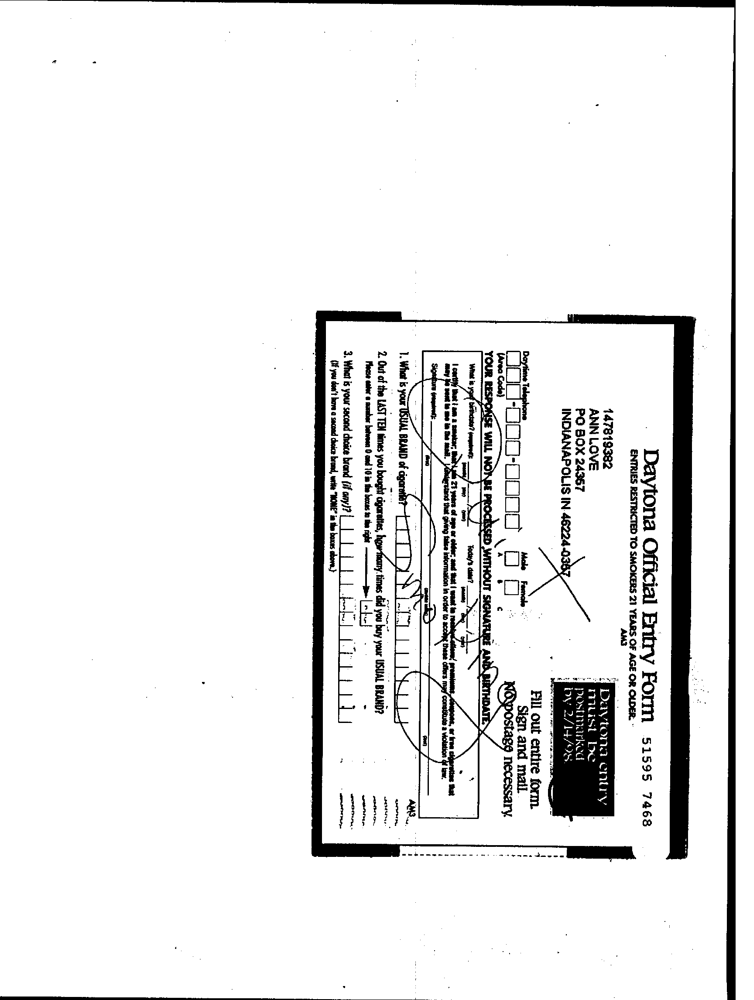 Daytona Official Entry Form 51595 7468
ENTRIES RESTRICTED TO SMOKERS 21 YEARS OF AGE OR OLDER.
AM3
147819382
ANN LOVE
PO BOX 24367
INDIANAPOLIS IN 46224-0367
Daytona entry
must be
postmarked
by 2/14/98
Fill out entire form.
Sign and mail.
No postage necessary.
Daytime Telephone
(Area Code)
Male Female
A B C
YOUR RESPONSE WILL NOT BE PROCESSED WITHOUT SIGNATURE AND BIRTHDATE.
What is your birthdate? (required): Today's date?
I certify that I am a smoker, that I am 21 years of age or older, and that I want to receive offers, premiums, coupons, or free cigarettes that
may be sent to me in the mail. I understand that giving false information in order to accept these offers may constitute a violation of law.
Signature (required):
1. What is your USUAL BRAND of cigarette?
AM3
2. Out of the LAST TEN times you bought cigarettes, how many times did you buy your USUAL BRAND?
Please enter a number between 0 and 10 in the boxes to the right
3. What is your second choice brand (if any)?
(If you don't have a second choice brand, write "NONE" in the boxes above.)